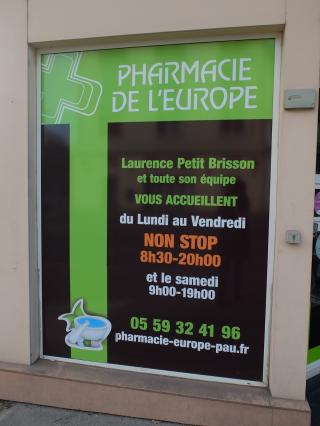 PHARMACIE
DE L'EUROPE
Laurence Petit Brisson
et toute son équipe
VOUS ACCUEILLENT
du Lundi au Vendredi
NON STOP
8h30-20h00
et le samedi
9h00-19h00
05 59 32 41 96
pharmacie-europe-pau.fr